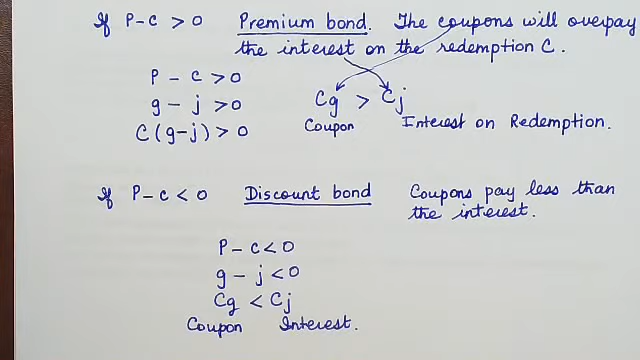 If P-C > 0 Premium bond. The coupons will overpay
the interest on the redemption C.
P - C > 0
g - j > 0
C(g-j) > 0
Cg > Cj
Coupon Interest on Redemption.
If P-C < 0 Discount bond Coupons pay less than
the interest.
P - C < 0
g - j < 0
Cg < Cj
Coupon Interest.